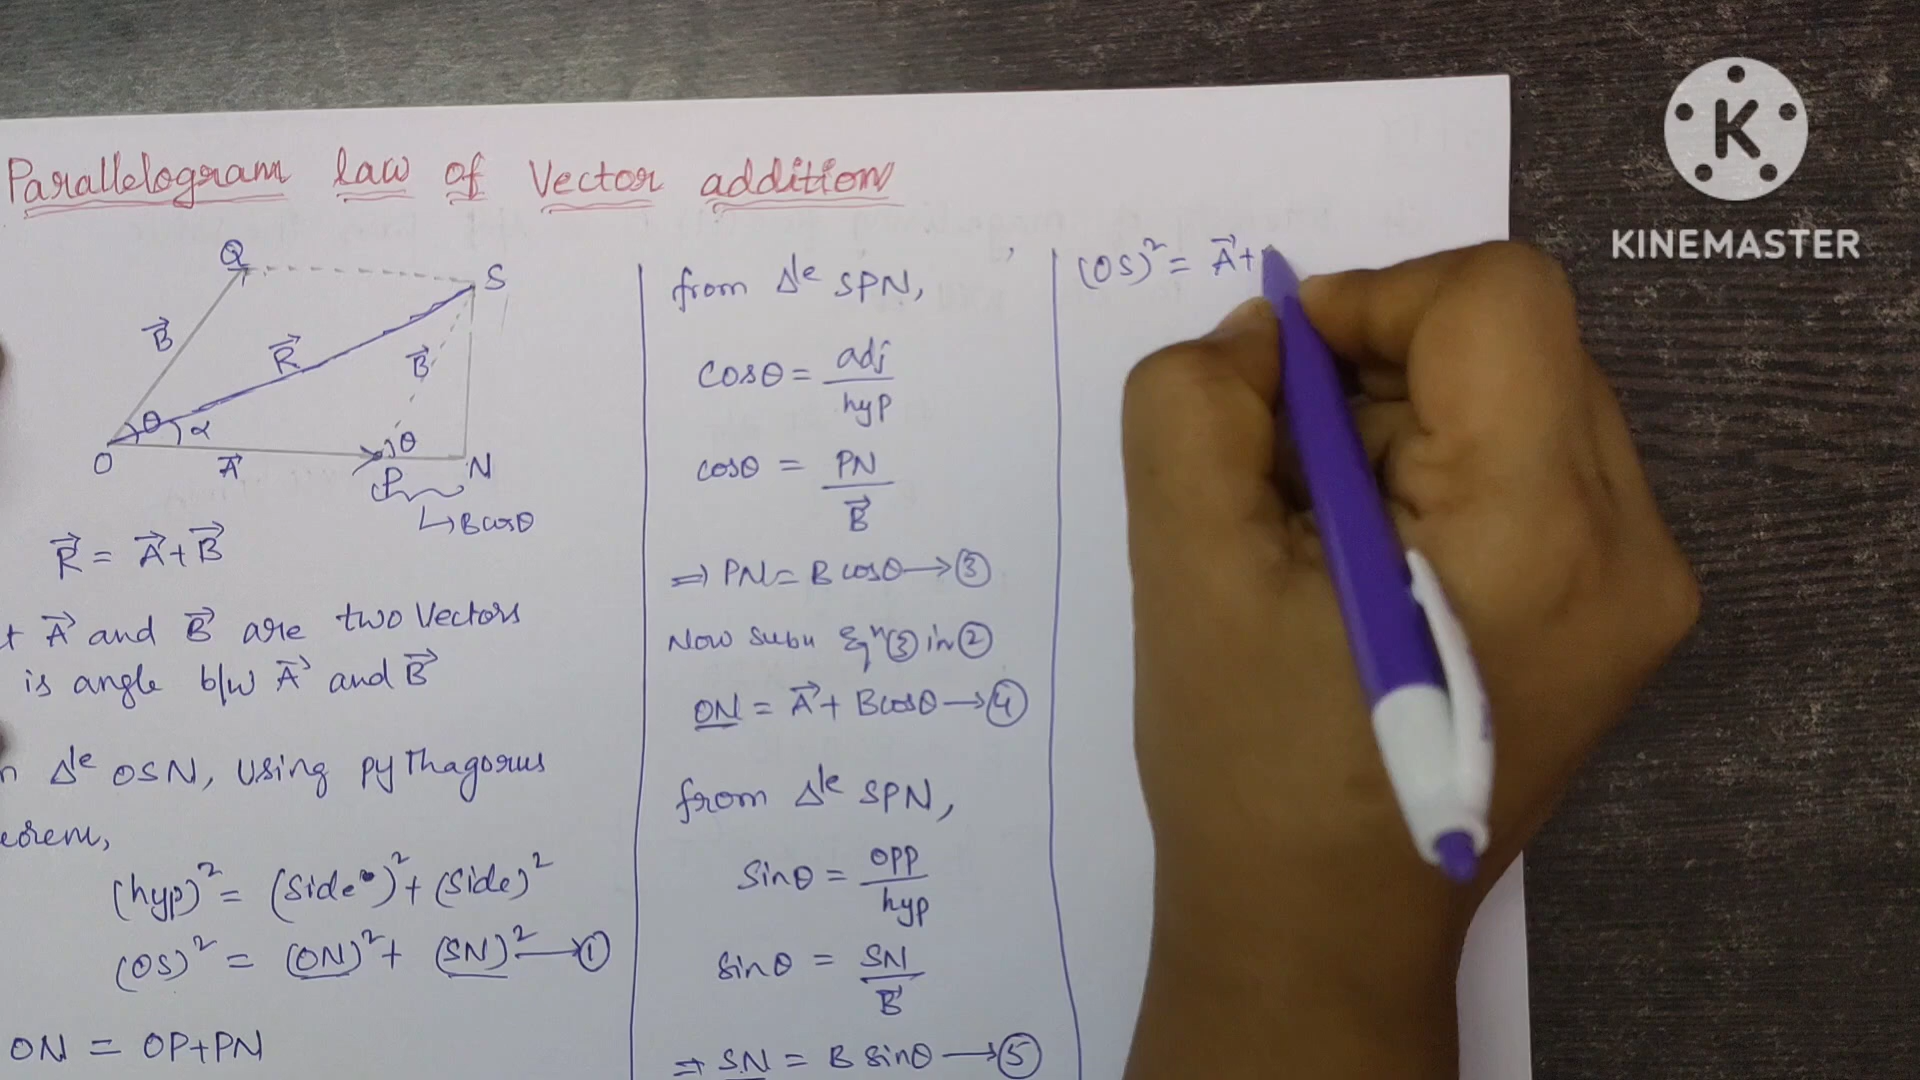 Parallelogram law of Vector addition
Q
S
B⃗
R⃗
B⃗
θ
α
θ
O
A⃗
P
N
↳Bcosθ
R⃗ = A⃗+B⃗
A⃗ and B⃗ are two Vectors
is angle b/w A⃗ and B⃗
Δle OSN, using pythagorus
(hyp)² = (Side)² + (Side)²
(OS)² = (ON)² + (SN)² → ①
ON = OP+PN
from Δle SPN,
Cosθ = adj
hyp
cosθ = PN
B⃗
⇒ PN = B cosθ → ③
Now subu Eqn ③ in ②
ON = A⃗ + Bcosθ → ④
from Δle SPN,
Sinθ = opp
hyp
Sinθ = SN
B⃗
⇒ SN = B sinθ → ⑤
(OS)² = A⃗+
K
KINEMASTER